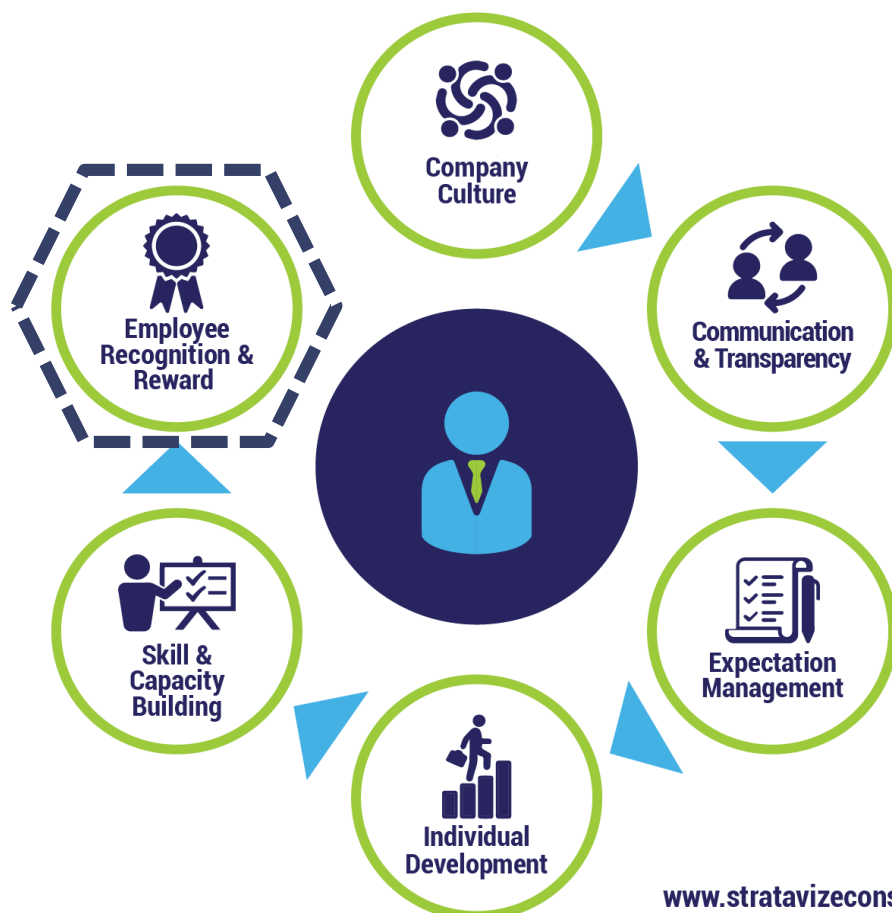 Company
Culture
Communication
& Transparency
Expectation
Management
Individual
Development
Skill &
Capacity
Building
Employee
Recognition &
Reward
www.stratavizecons